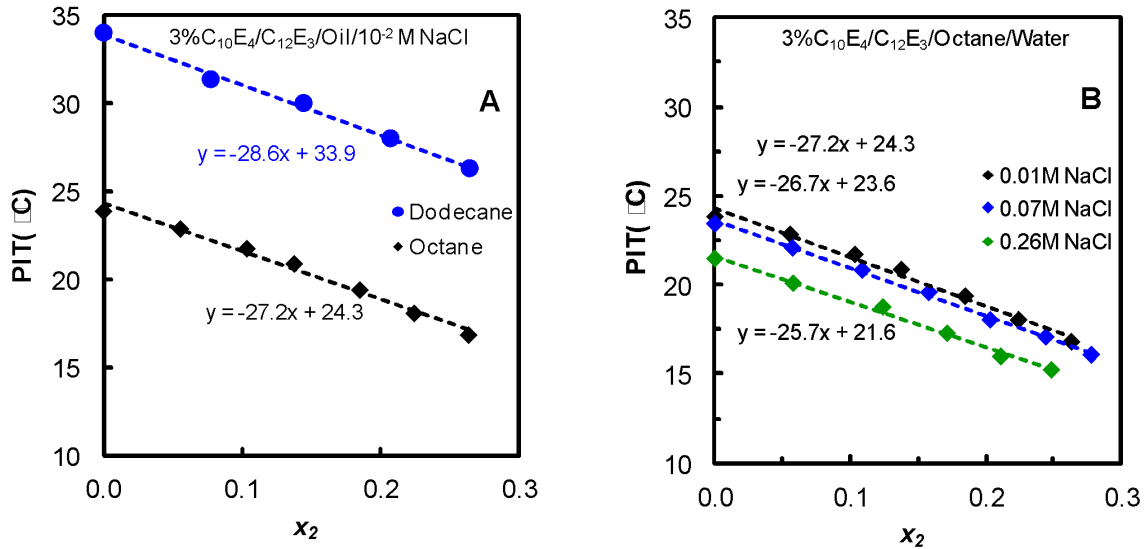 35
30
25
20
15
10
PIT( □C)
3%C₁₀E₄/C₁₂E₃/Oil/10⁻² M NaCl
A
y = -28.6x + 33.9
Dodecane
Octane
y = -27.2x + 24.3
0.0
0.1
0.2
0.3
x₂
35
30
25
20
15
10
PIT( □C)
3%C₁₀E₄/C₁₂E₃/Octane/Water
B
y = -27.2x + 24.3
y = -26.7x + 23.6
0.01M NaCl
0.07M NaCl
0.26M NaCl
y = -25.7x + 21.6
0.0
0.1
0.2
0.3
x₂